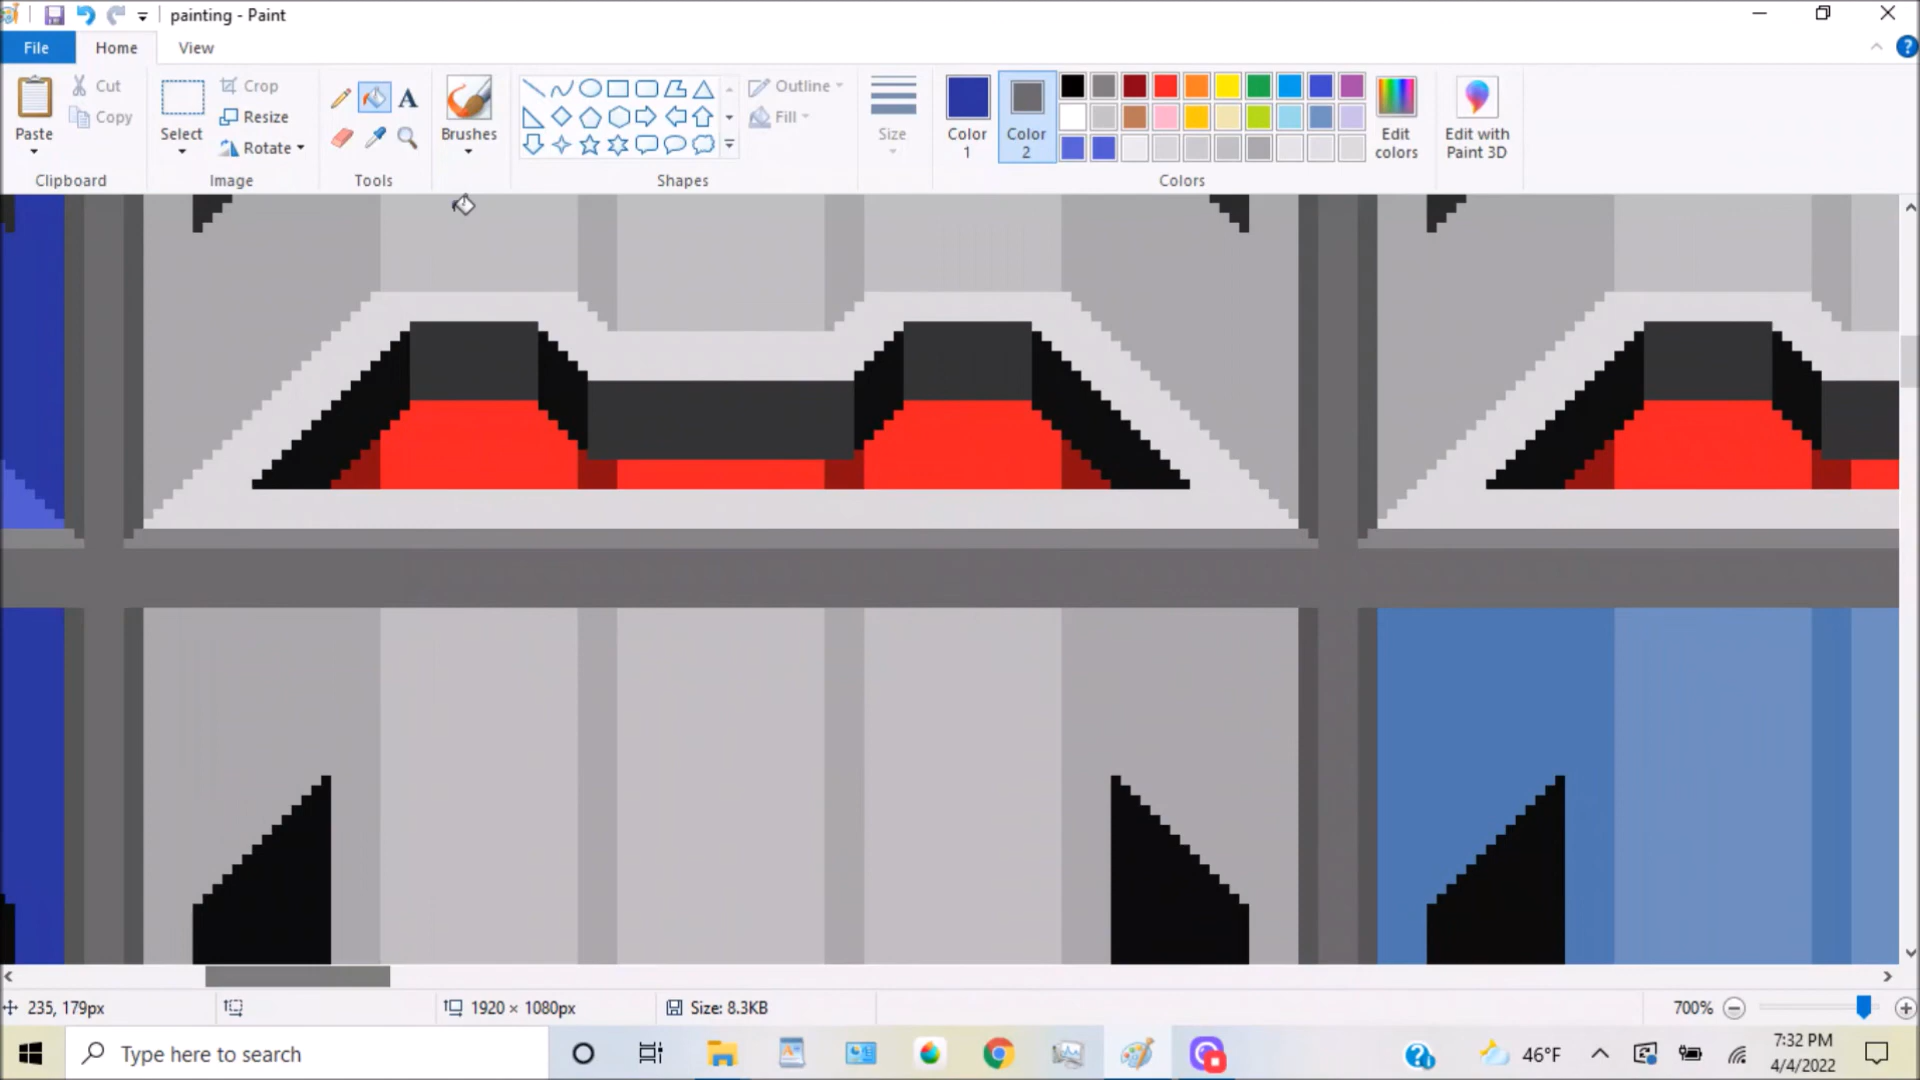 painting - Paint
File Home View
Paste
Cut
Copy
Clipboard
Select
Crop
Resize
Rotate
Image
A
Tools
Brushes
Shapes
Outline
Fill
Size
Color 1
Color 2
Colors
Edit colors
Edit with Paint 3D
?
235, 179px
1920 × 1080px
Size: 8.3KB
700%
Type here to search
?
46°F
7:32 PM
4/4/2022